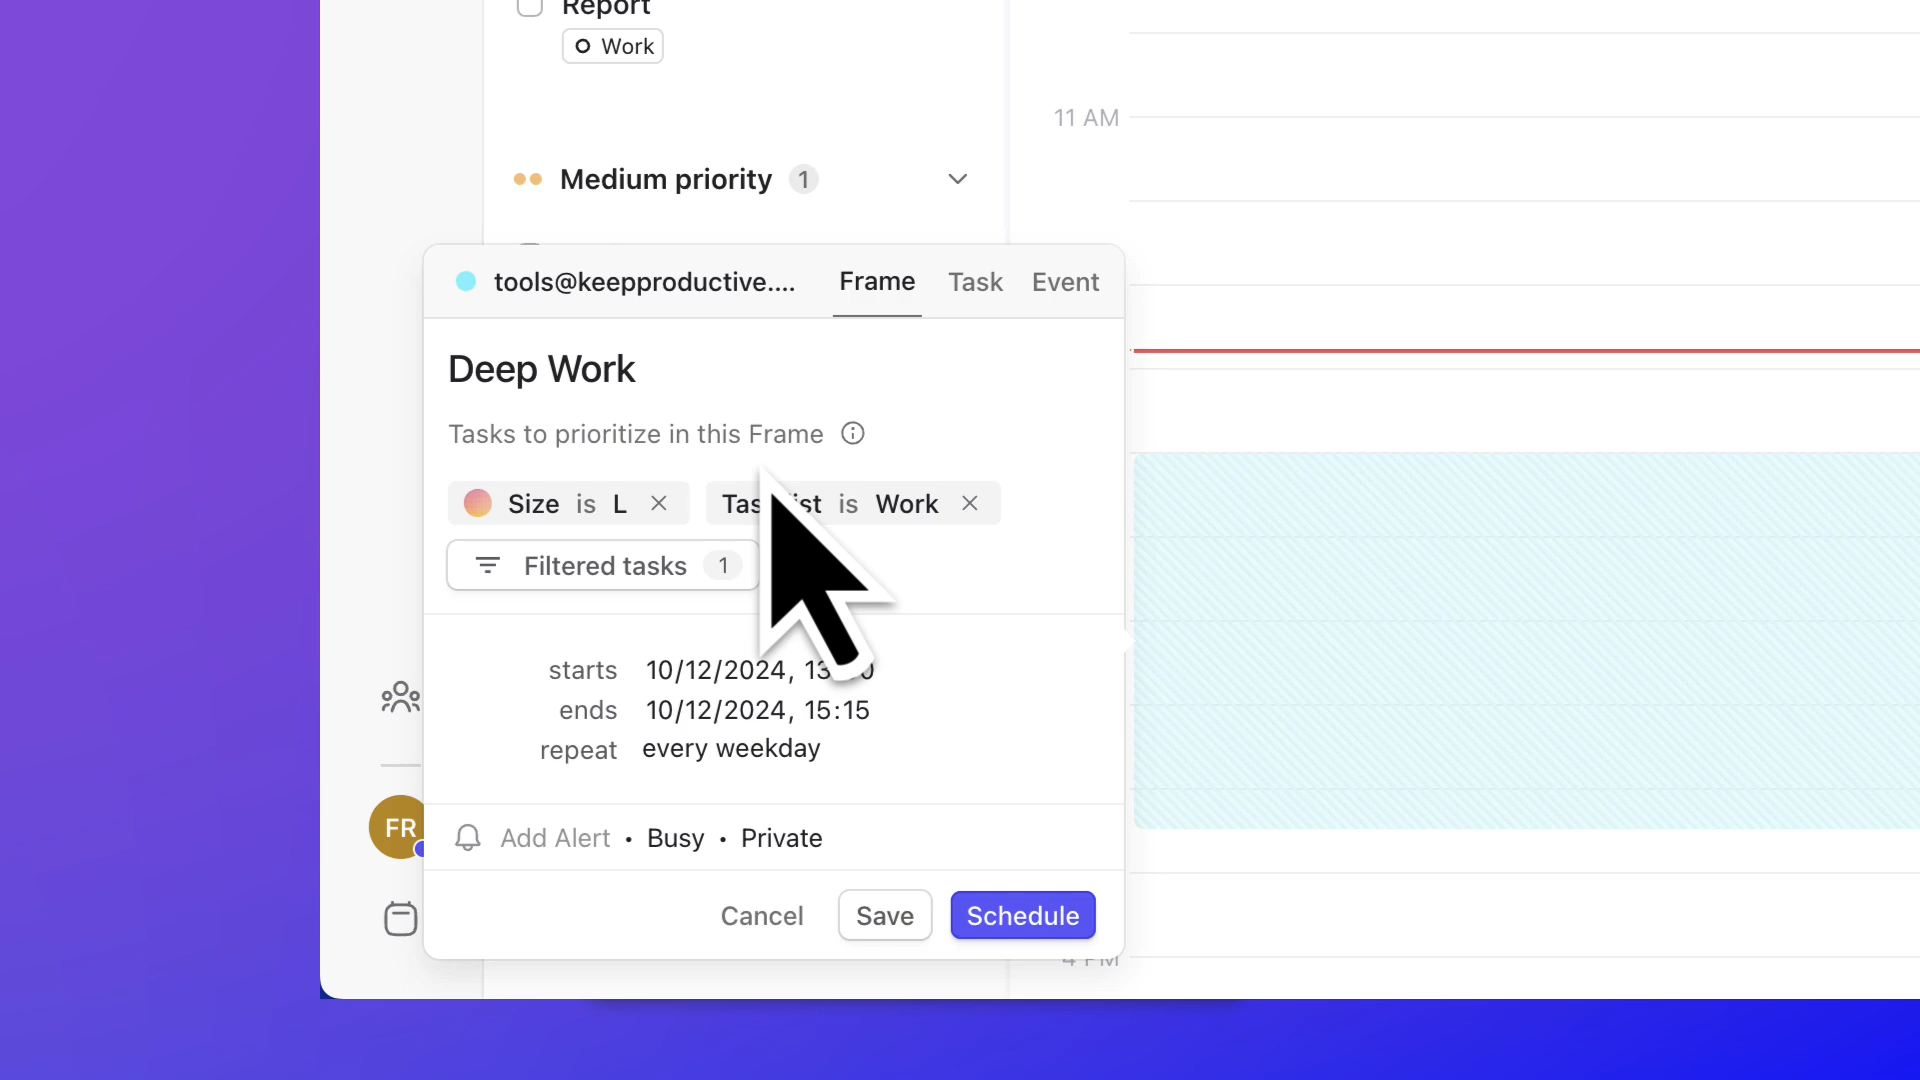 Report
Work
11 AM
Medium priority 1
tools@keepproductive.... Frame Task Event
Deep Work
Tasks to prioritize in this Frame
Size is L is Work
Filtered tasks 1
starts 10/12/2024,
ends 10/12/2024, 15:15
repeat every weekday
FR
Add Alert • Busy • Private
Cancel Save Schedule
4 PM